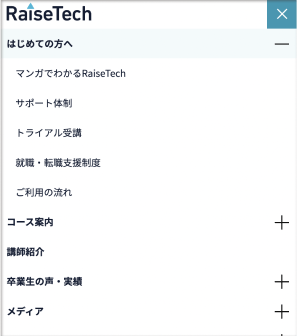 RaiseTech
はじめての方へ
マンガでわかるRaiseTech
サポート体制
トライアル受講
就職・転職支援制度
ご利用の流れ
コース案内
講師紹介
卒業生の声・実績
メディア